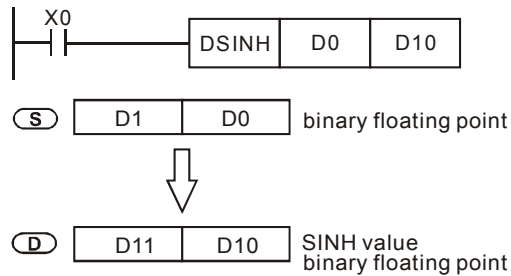 X0
DSINH D0 D10
S D1 D0 binary floating point
D D11 D10 SINH value
binary floating point